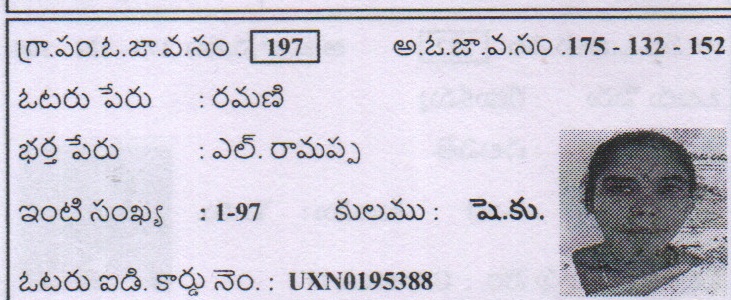 గ్రా.పం.ఓ.జా.వ.సం . 197 అ.ఓ.జా.వ.సం .175 - 132 - 152
ఓటరు పేరు : రమణి
భర్త పేరు : ఎల్. రామప్ప
ఇంటి సంఖ్య : 1-97 కులము : షె.కు.
ఓటరు ఐడి. కార్డు నెం. : UXN0195388